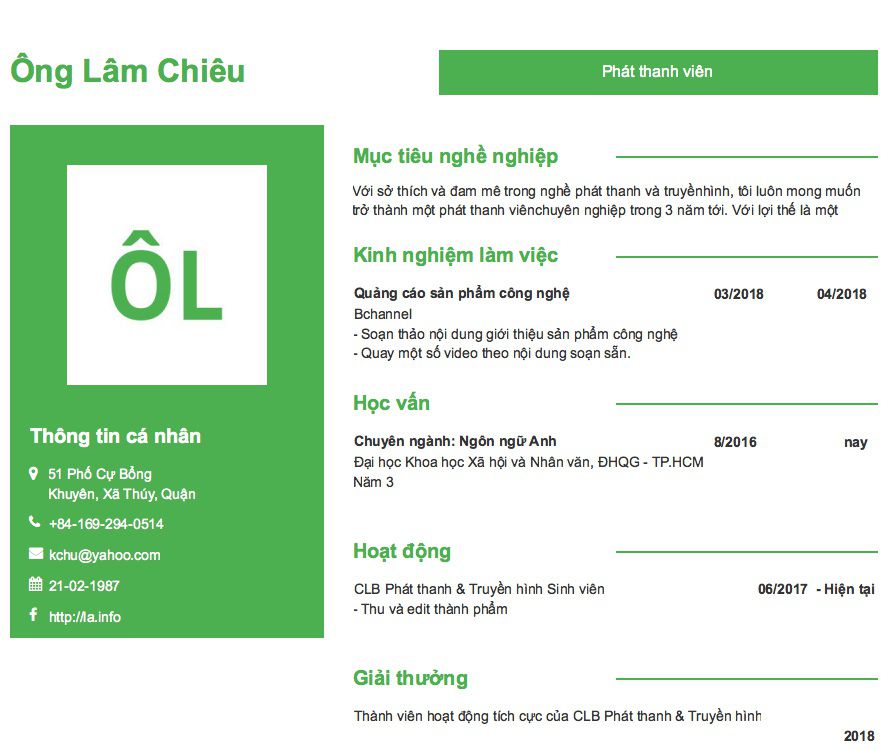 Ông Lâm Chiêu
Phát thanh viên
ÔL
Thông tin cá nhân
51 Phố Cự Bổng
Khuyên, Xã Thúy, Quận
+84-169-294-0514
kchu@yahoo.com
21-02-1987
http://la.info
Mục tiêu nghề nghiệp
Với sở thích và đam mê trong nghề phát thanh và truyềnhình, tôi luôn mong muốn
trở thành một phát thanh viênchuyên nghiệp trong 3 năm tới. Với lợi thế là một
Kinh nghiệm làm việc
Quảng cáo sản phẩm công nghệ 03/2018 04/2018
Bchannel
- Soạn thảo nội dung giới thiệu sản phẩm công nghệ
- Quay một số video theo nội dung soạn sẵn.
Học vấn
Chuyên ngành: Ngôn ngữ Anh 8/2016 nay
Đại học Khoa học Xã hội và Nhân văn, ĐHQG - TP.HCM
Năm 3
Hoạt động
CLB Phát thanh & Truyền hình Sinh viên 06/2017 - Hiện tại
- Thu và edit thành phẩm
Giải thưởng
Thành viên hoạt động tích cực của CLB Phát thanh & Truyền hình
2018